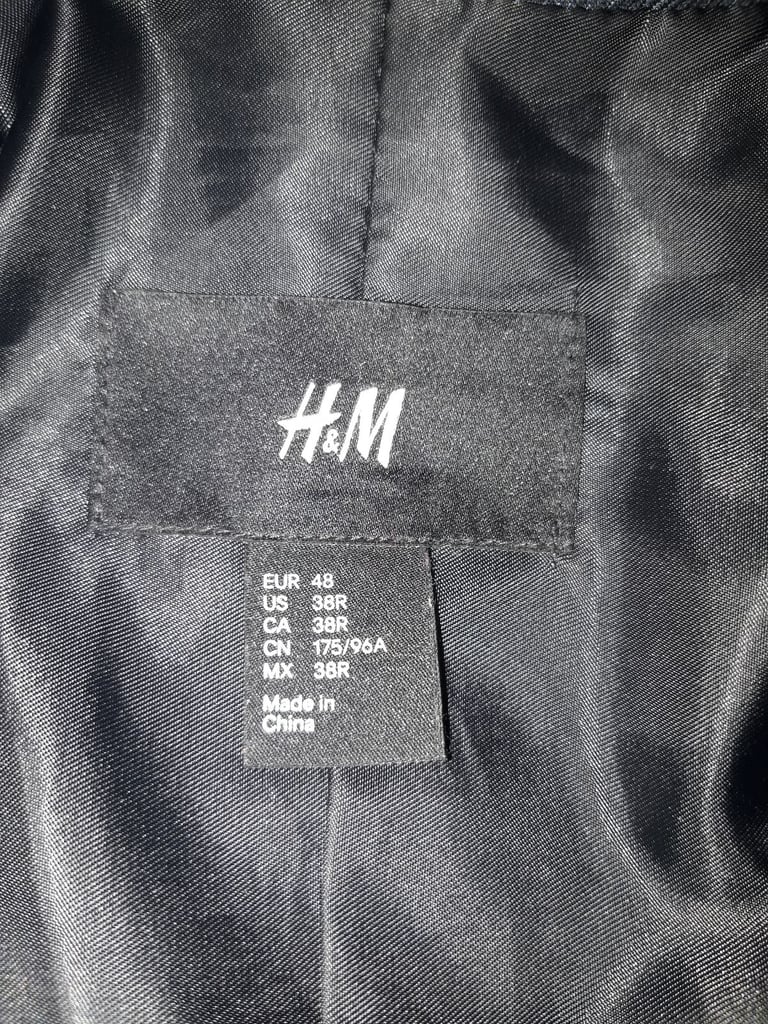 H&M
EUR 48
US 38R
CA 38R
CN 175/96A
MX 38R
Made in
China